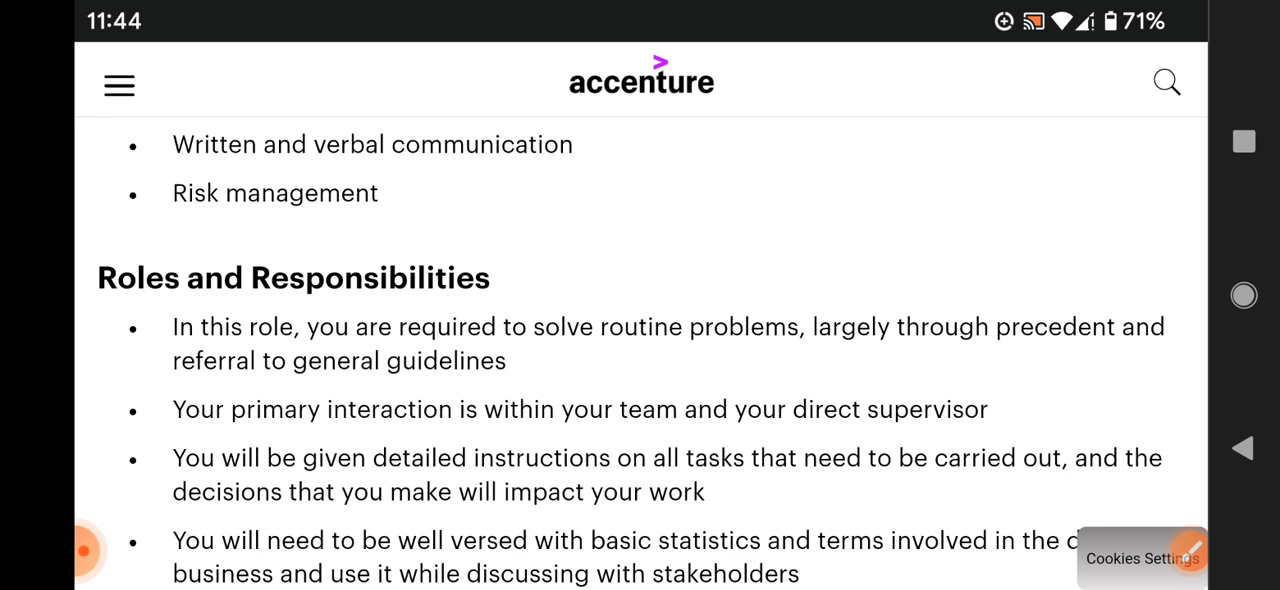 11:44
71%
>
accenture
• Written and verbal communication
• Risk management
Roles and Responsibilities
• In this role, you are required to solve routine problems, largely through precedent and
referral to general guidelines
• Your primary interaction is within your team and your direct supervisor
• You will be given detailed instructions on all tasks that need to be carried out, and the
decisions that you make will impact your work
• You will need to be well versed with basic statistics and terms involved in the
business and use it while discussing with stakeholders
Cookies Settings